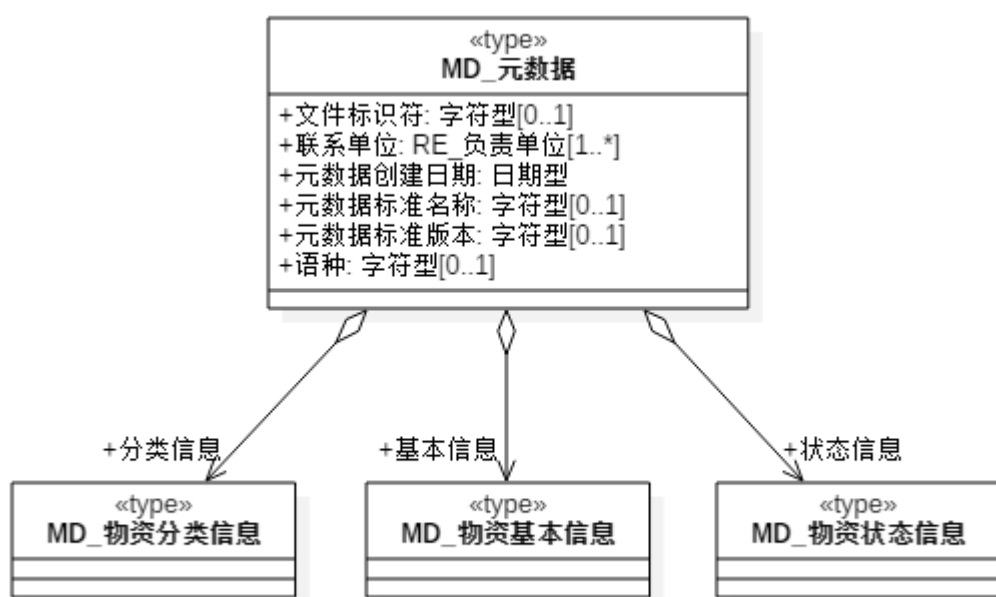 «type»
MD_元数据
+文件标识符: 字符型[0..1]
+联系单位: RE_负责单位[1..*]
+元数据创建日期: 日期型
+元数据标准名称: 字符型[0..1]
+元数据标准版本: 字符型[0..1]
+语种: 字符型[0..1]
+分类信息
+基本信息
+状态信息
«type»
MD_物资分类信息
«type»
MD_物资基本信息
«type»
MD_物资状态信息